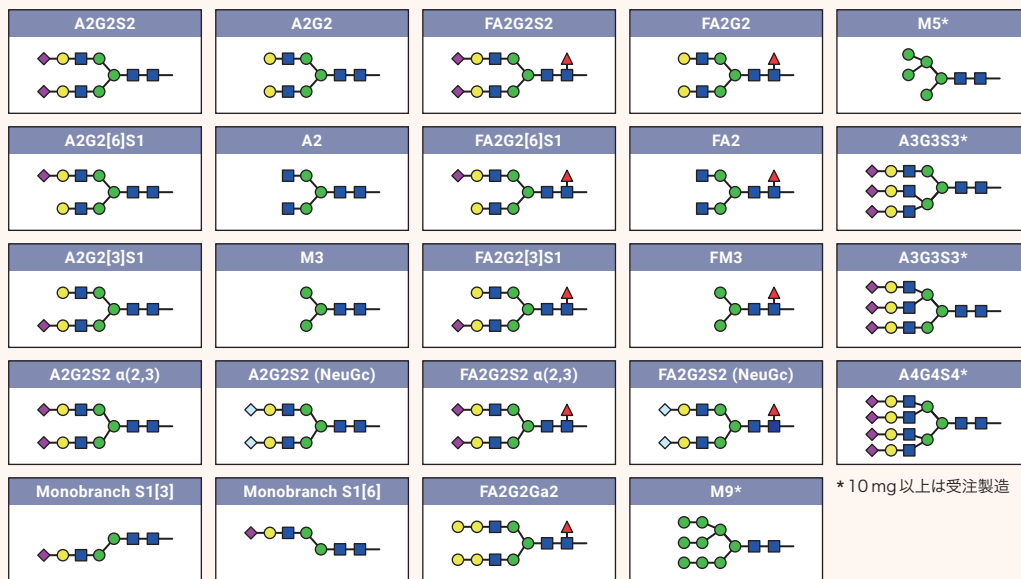 A2G2S2
A2G2
FA2G2S2
FA2G2
M5*
A2G2[6]S1
A2
FA2G2[6]S1
FA2
A3G3S3*
A2G2[3]S1
M3
FA2G2[3]S1
FM3
A3G3S3*
A2G2S2 α(2,3)
A2G2S2 (NeuGc)
FA2G2S2 α(2,3)
FA2G2S2 (NeuGc)
A4G4S4*
Monobranch S1[3]
Monobranch S1[6]
FA2G2Ga2
M9*
* 10 mg以上は受注製造